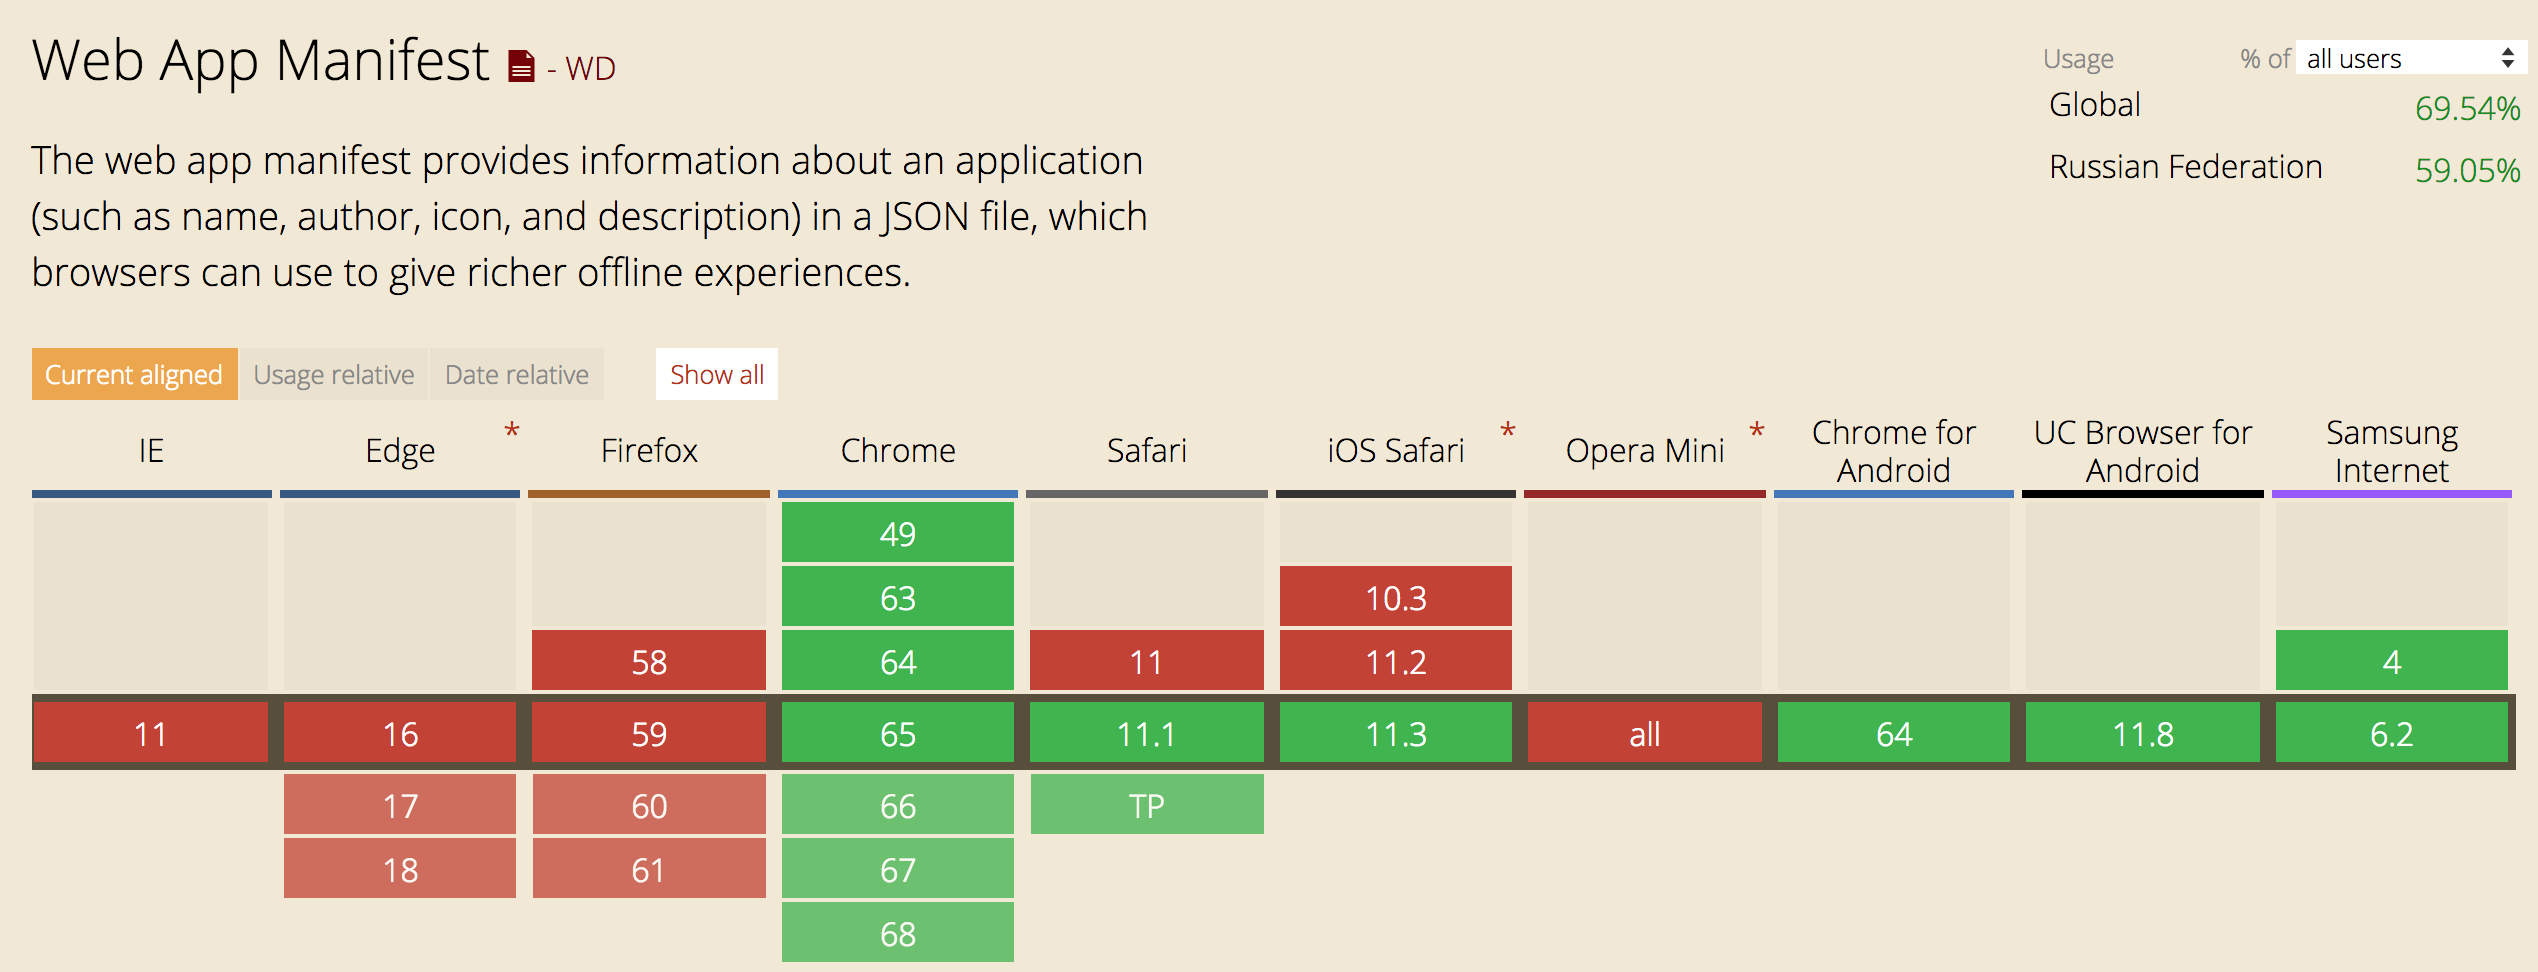 Web App Manifest - WD
Usage % of all users
Global 69.54%
Russian Federation 59.05%
The web app manifest provides information about an application
(such as name, author, icon, and description) in a JSON file, which
browsers can use to give richer offline experiences.
Current aligned Usage relative Date relative Show all
IE Edge * Firefox Chrome Safari iOS Safari * Opera Mini * Chrome for Android UC Browser for Android Samsung Internet
49
63 10.3
58 64 11 11.2 4
11 16 59 65 11.1 11.3 all 64 11.8 6.2
17 60 66 TP
18 61 67
68